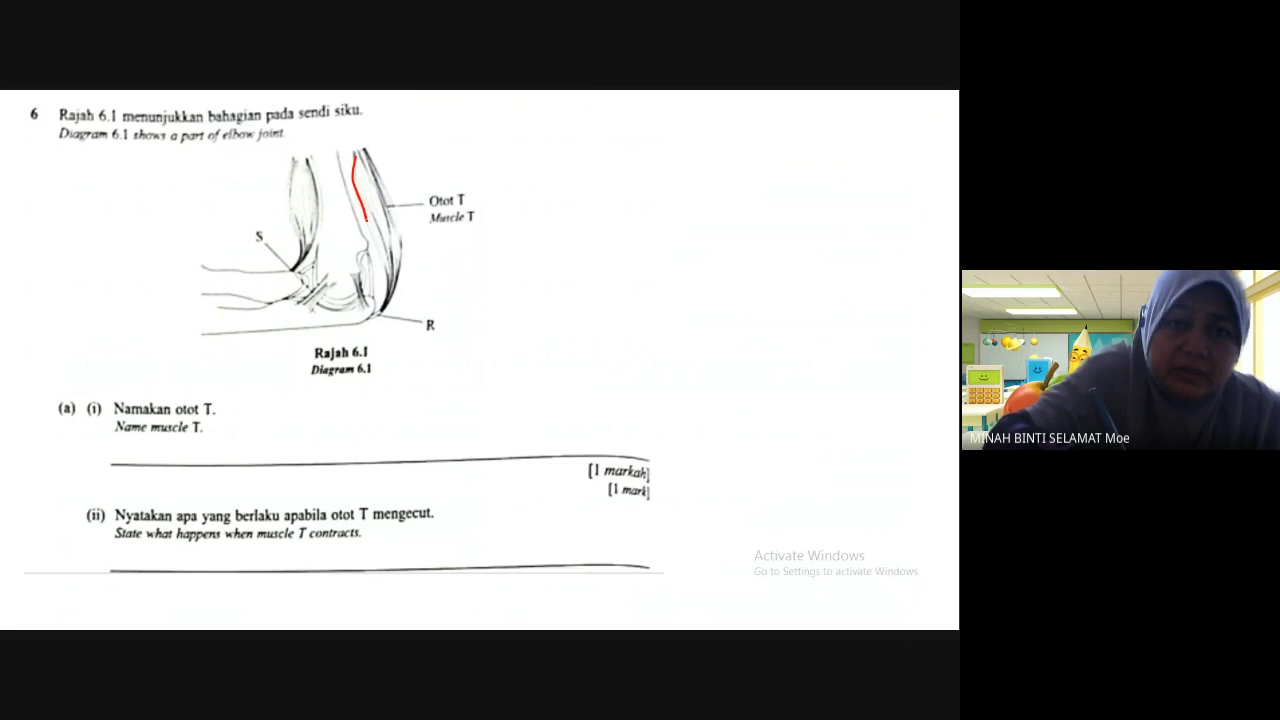 6 Rajah 6.1 menunjukkan bahagian pada sendi siku.
Diagram 6.1 shows a part of elbow joint.
Otot T
Muscle T
S
R
Rajah 6.1
Diagram 6.1
(a) (i) Namakan otot T.
Name muscle T.
[1 markah]
[1 mark]
(ii) Nyatakan apa yang berlaku apabila otot T mengecut.
State what happens when muscle T contracts.
Activate Windows
Go to Settings to activate Windows.
MINAH BINTI SELAMAT Moe